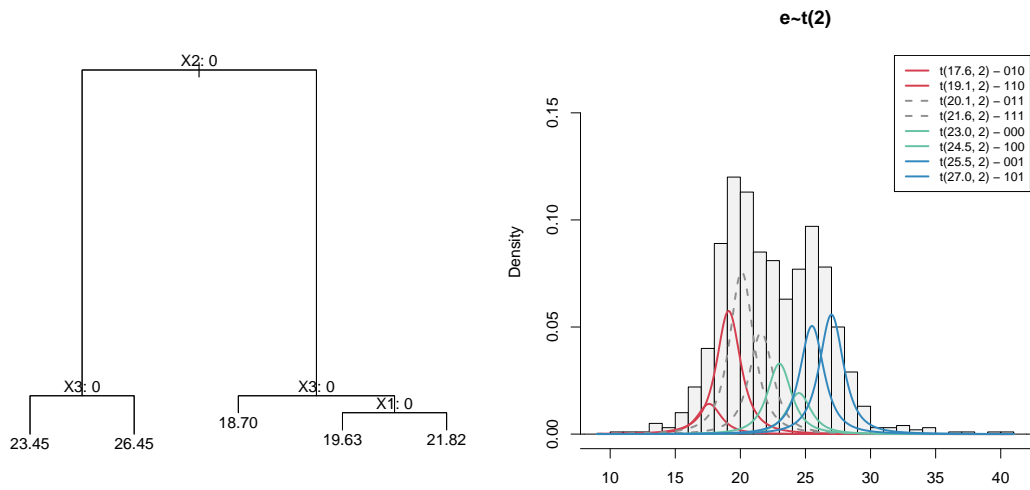 X2: 0
X3: 0
X3: 0
X1: 0
23.45
26.45
18.70
19.63
21.82
e~t(2)
t(17.6, 2) − 010
t(19.1, 2) − 110
t(20.1, 2) − 011
t(21.6, 2) − 111
t(23.0, 2) − 000
t(24.5, 2) − 100
t(25.5, 2) − 001
t(27.0, 2) − 101
Density
0.15
0.10
0.05
0.00
10 15 20 25 30 35 40